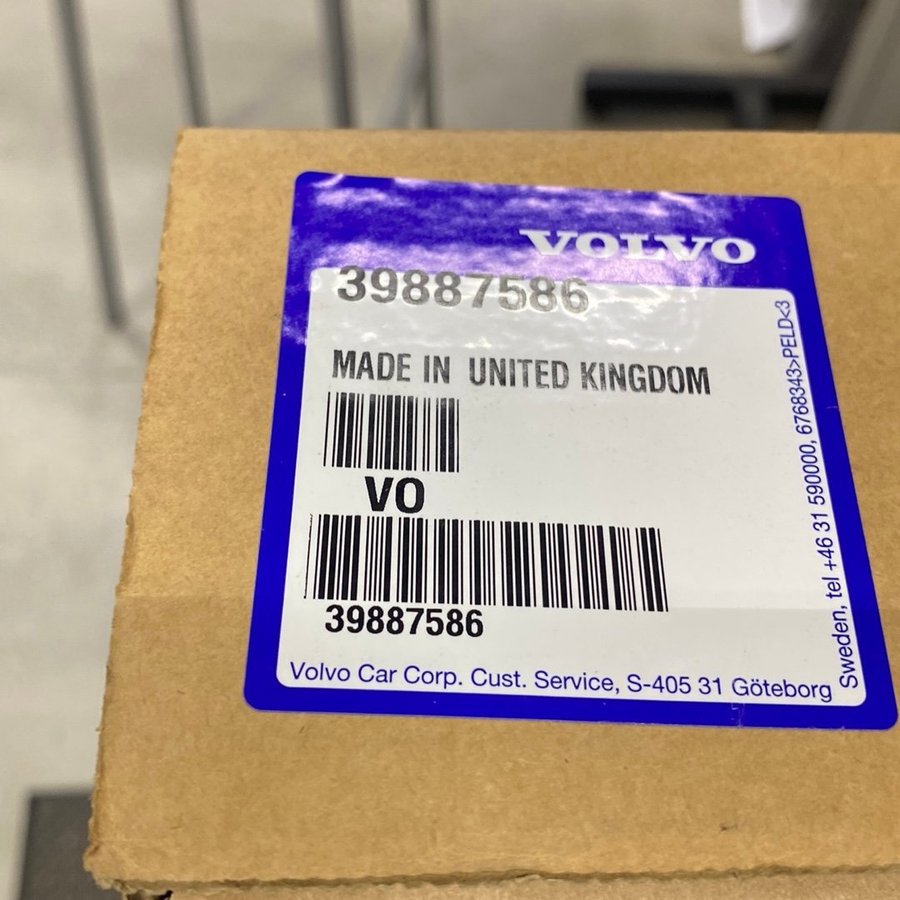 VOLVO
39887586
MADE IN UNITED KINGDOM
VO
39887586
Volvo Car Corp. Cust. Service, S-405 31 Göteborg
Sweden, tel +46 31 590000, 6768343>PELD<3